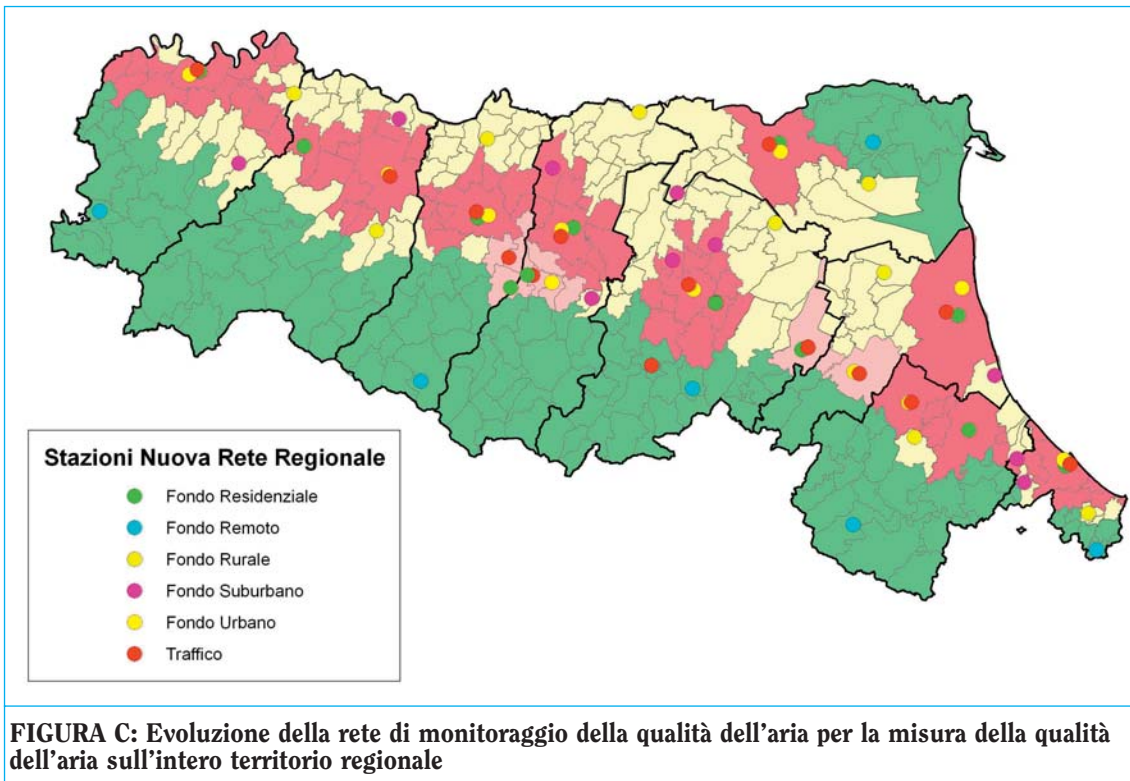 Stazioni Nuova Rete Regionale
Fondo Residenziale
Fondo Remoto
Fondo Rurale
Fondo Suburbano
Fondo Urbano
Traffico
FIGURA C: Evoluzione della rete di monitoraggio della qualità dell'aria per la misura della qualità
dell'aria sull'intero territorio regionale